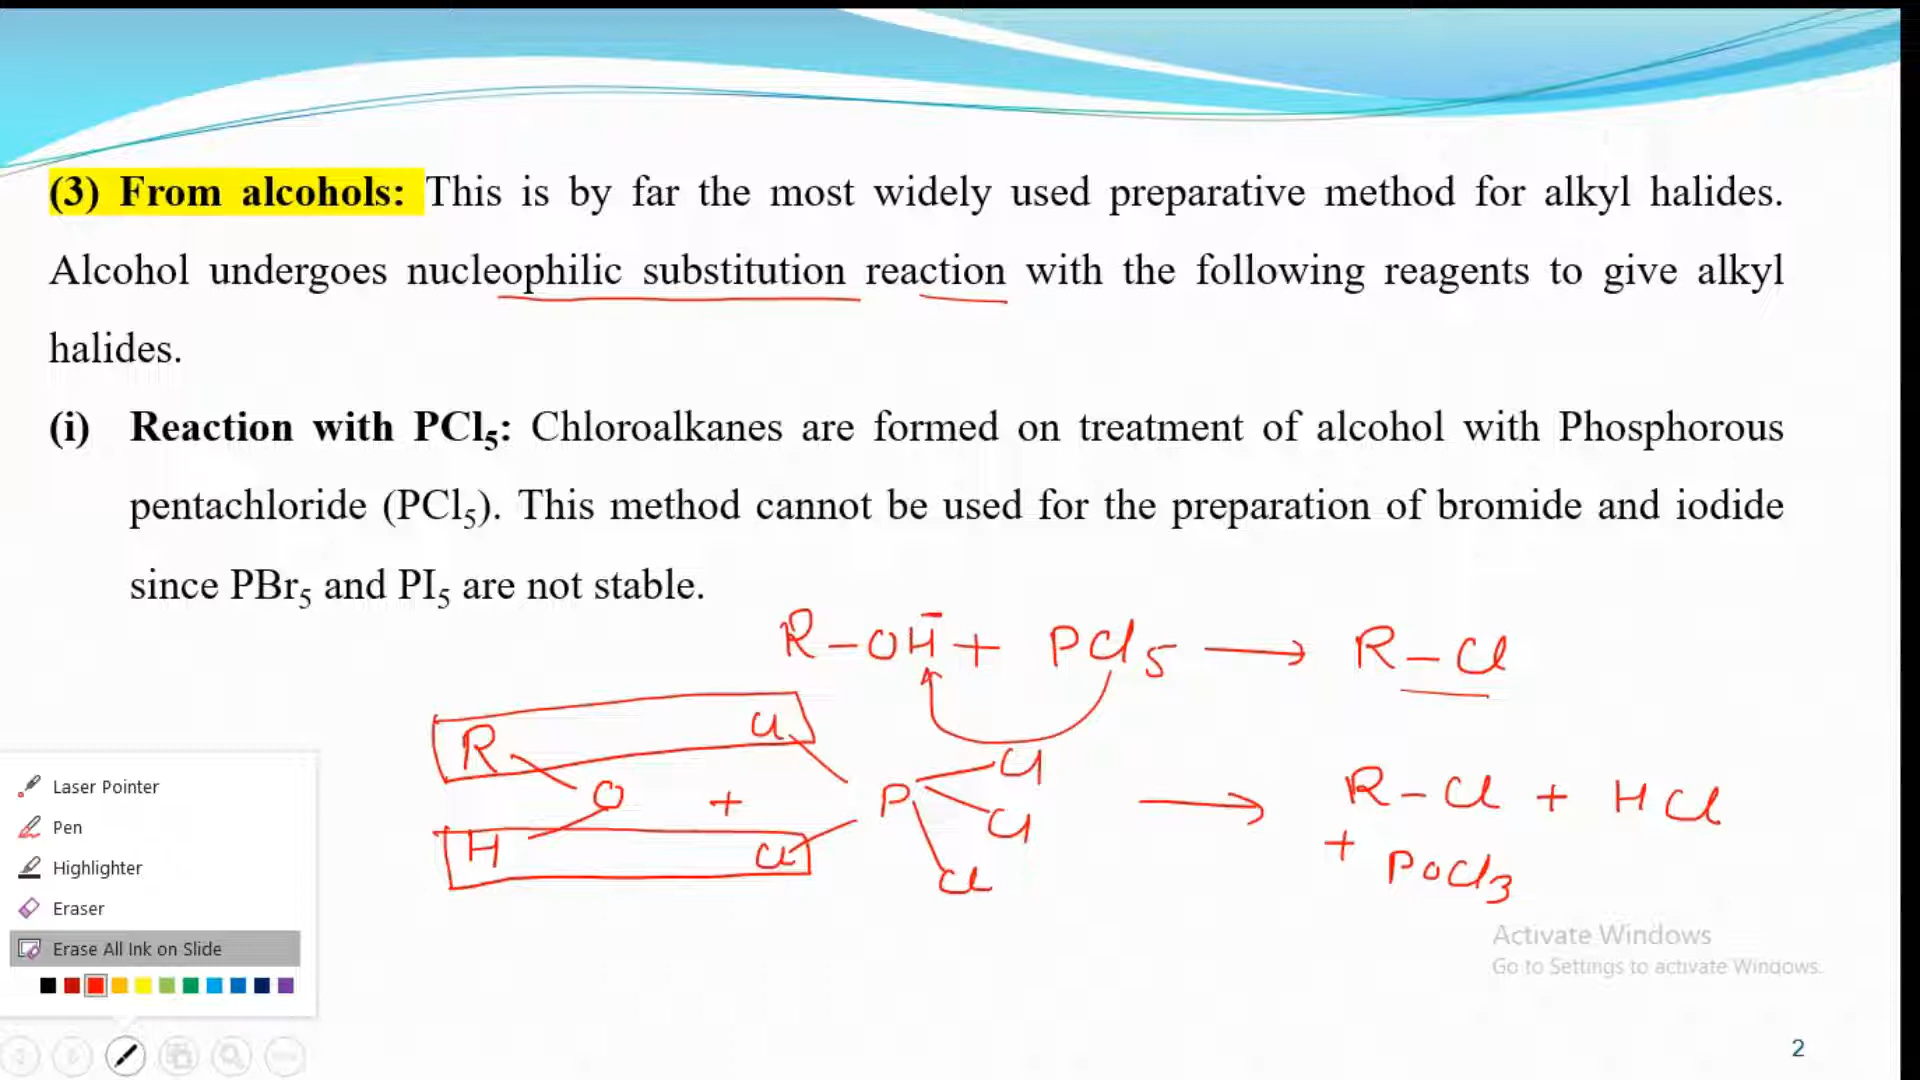 (3) From alcohols: This is by far the most widely used preparative method for alkyl halides.
Alcohol undergoes nucleophilic substitution reaction with the following reagents to give alkyl
halides.
(i) Reaction with PCl₅: Chloroalkanes are formed on treatment of alcohol with Phosphorous
pentachloride (PCl₅). This method cannot be used for the preparation of bromide and iodide
since PBr₅ and PI₅ are not stable.
R-OH + PCl5 → R-Cl
R Cl
Cl
O + P → R-Cl + HCl
Cl
H Cl
+ POCl3
Cl
Laser Pointer
Pen
Highlighter
Eraser
Erase All Ink on Slide
Activate Windows
Go to Settings to activate Windows.
2